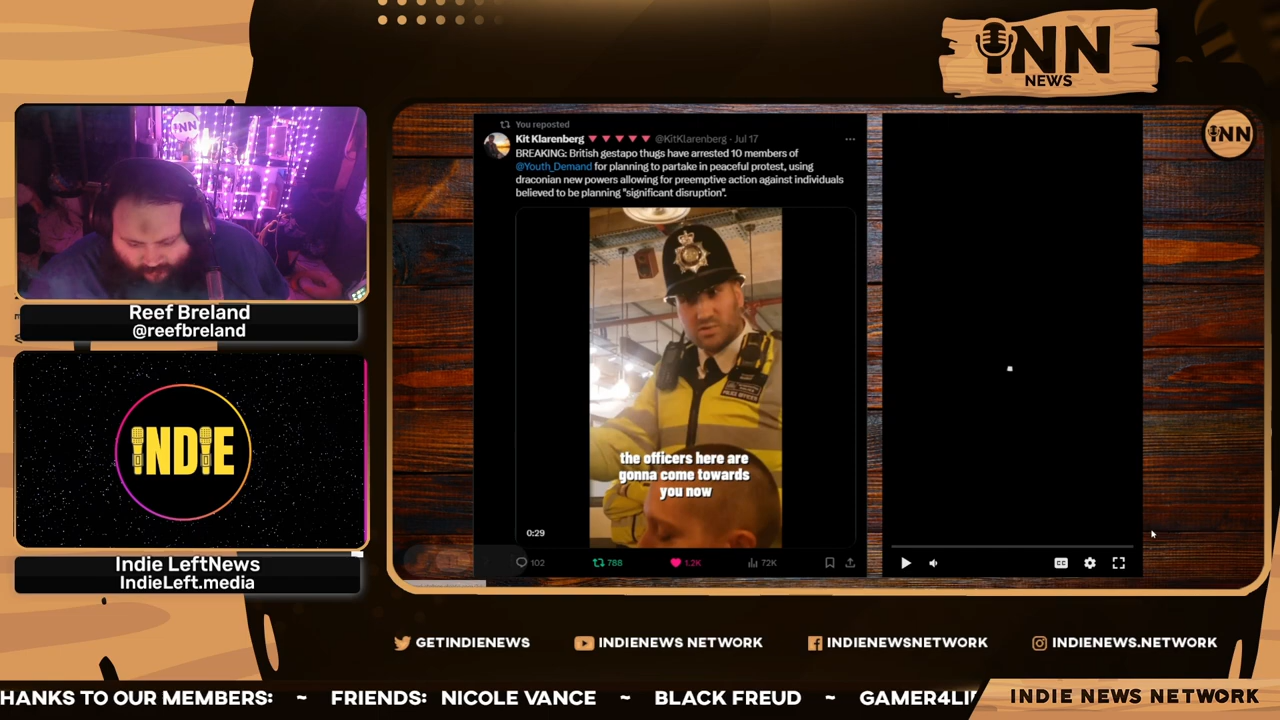 INN
NEWS
INN
Reef Breland
@reefbreland
INDIE
Indie LeftNews
IndieLeft.media
You reposted
Kit Klarenberg @KitKlarenberg · Jul 17
BREAKING: British gestapo thugs have arrested 10 members of
@Youth_Demand for planning to partake in peaceful protest, using
draconian new powers allowing for preemptive action against individuals
believed to be planning "significant disruption".
the officers here are
gonna come towards
you now
0:29
102 788 1.2K 72K
CC
INN
GETINDIENEWS INDIENEWS NETWORK INDIENEWSNETWORK INDIENEWS.NETWORK
HANKS TO OUR MEMBERS: ~ FRIENDS: NICOLE VANCE ~ BLACK FREUD ~ GAMER4LI
INDIE NEWS NETWORK